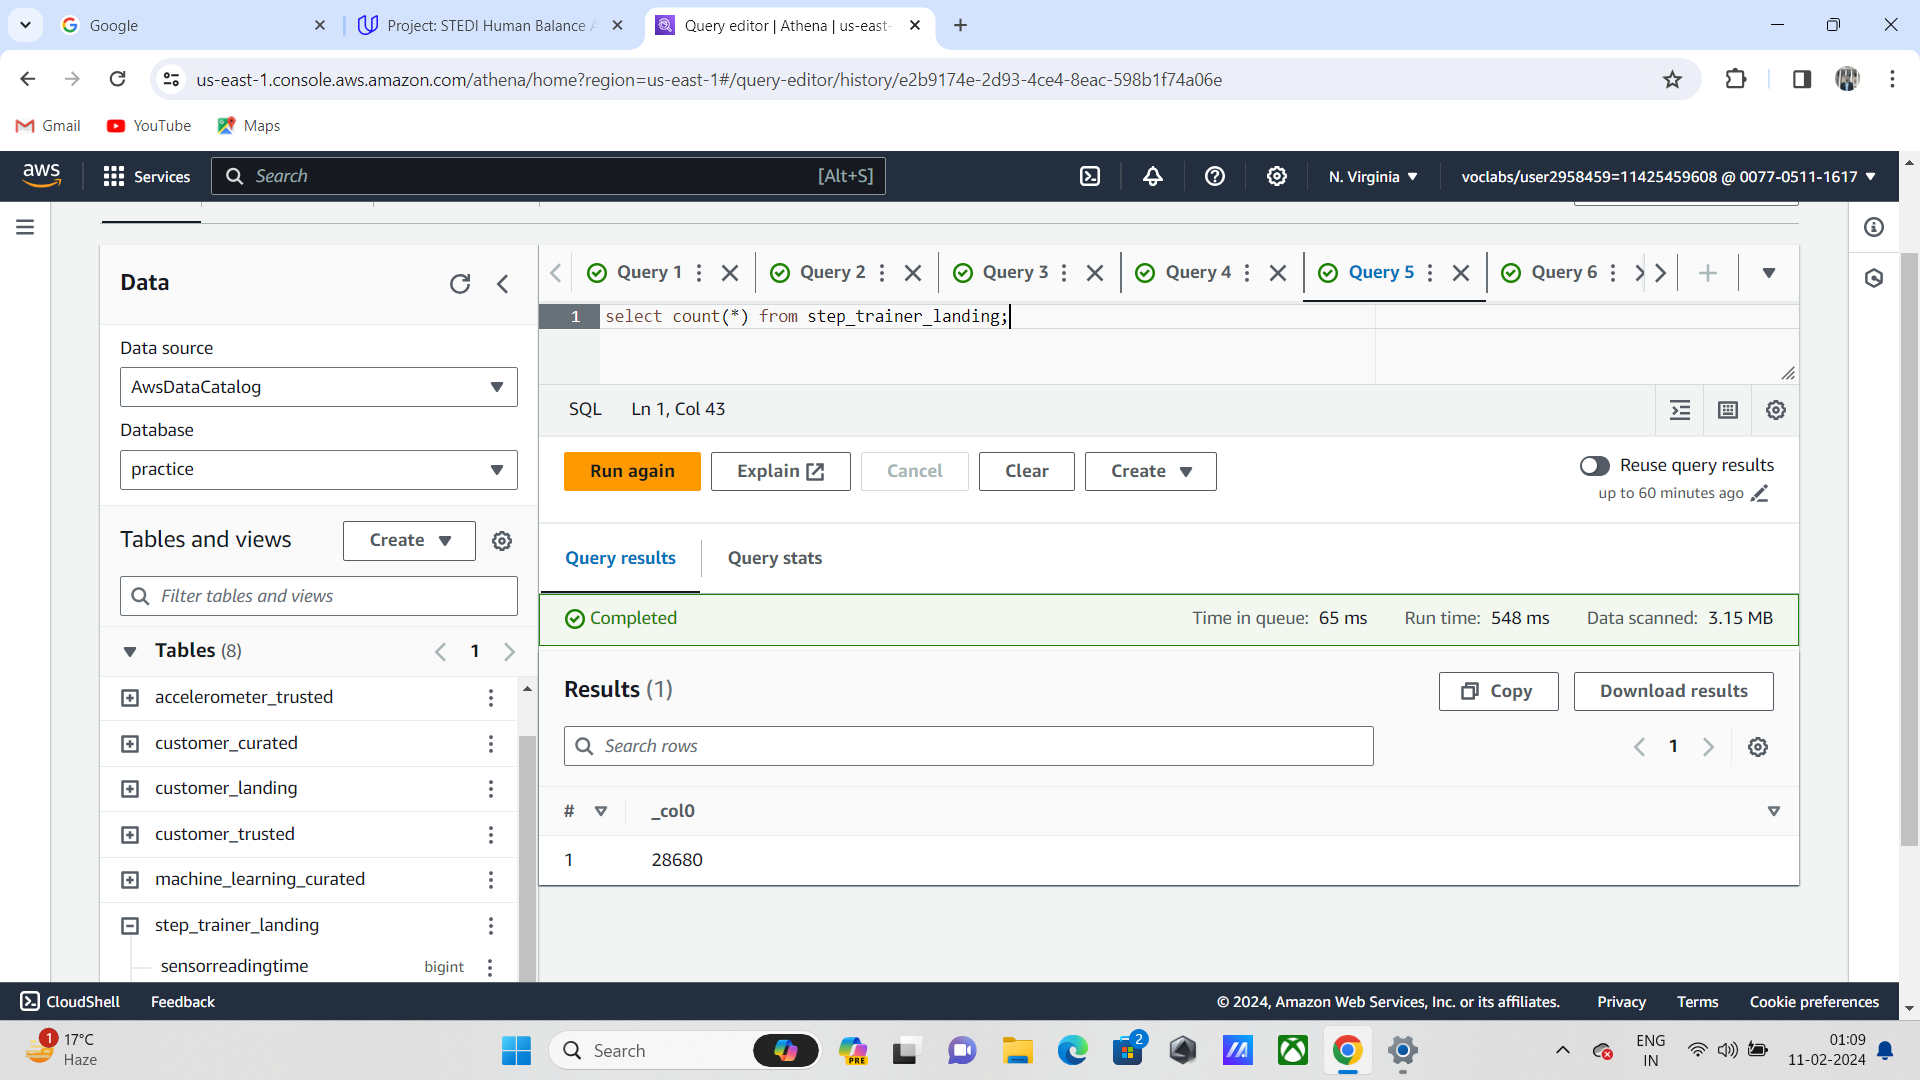 Google
Project: STEDI Human Balance A
Query editor | Athena | us-east-
us-east-1.console.aws.amazon.com/athena/home?region=us-east-1#/query-editor/history/e2b9174e-2d93-4ce4-8eac-598b1f74a06e
Gmail YouTube Maps
aws Services Search [Alt+S] N. Virginia voclabs/user2958459=11425459608 @ 0077-0511-1617
Data
Data source
AwsDataCatalog
Database
practice
Tables and views Create
Filter tables and views
Tables (8) 1
accelerometer_trusted
customer_curated
customer_landing
customer_trusted
machine_learning_curated
step_trainer_landing
sensorreadingtime bigint
Query 1 Query 2 Query 3 Query 4 Query 5 Query 6
1 select count(*) from step_trainer_landing;
SQL Ln 1, Col 43
Run again Explain Cancel Clear Create
Reuse query results
up to 60 minutes ago
Query results Query stats
Completed Time in queue: 65 ms Run time: 548 ms Data scanned: 3.15 MB
Results (1) Copy Download results
Search rows 1
# _col0
1 28680
CloudShell Feedback © 2024, Amazon Web Services, Inc. or its affiliates. Privacy Terms Cookie preferences
1 17°C
Haze
Search
PRE
2
ENG
IN
01:09
11-02-2024